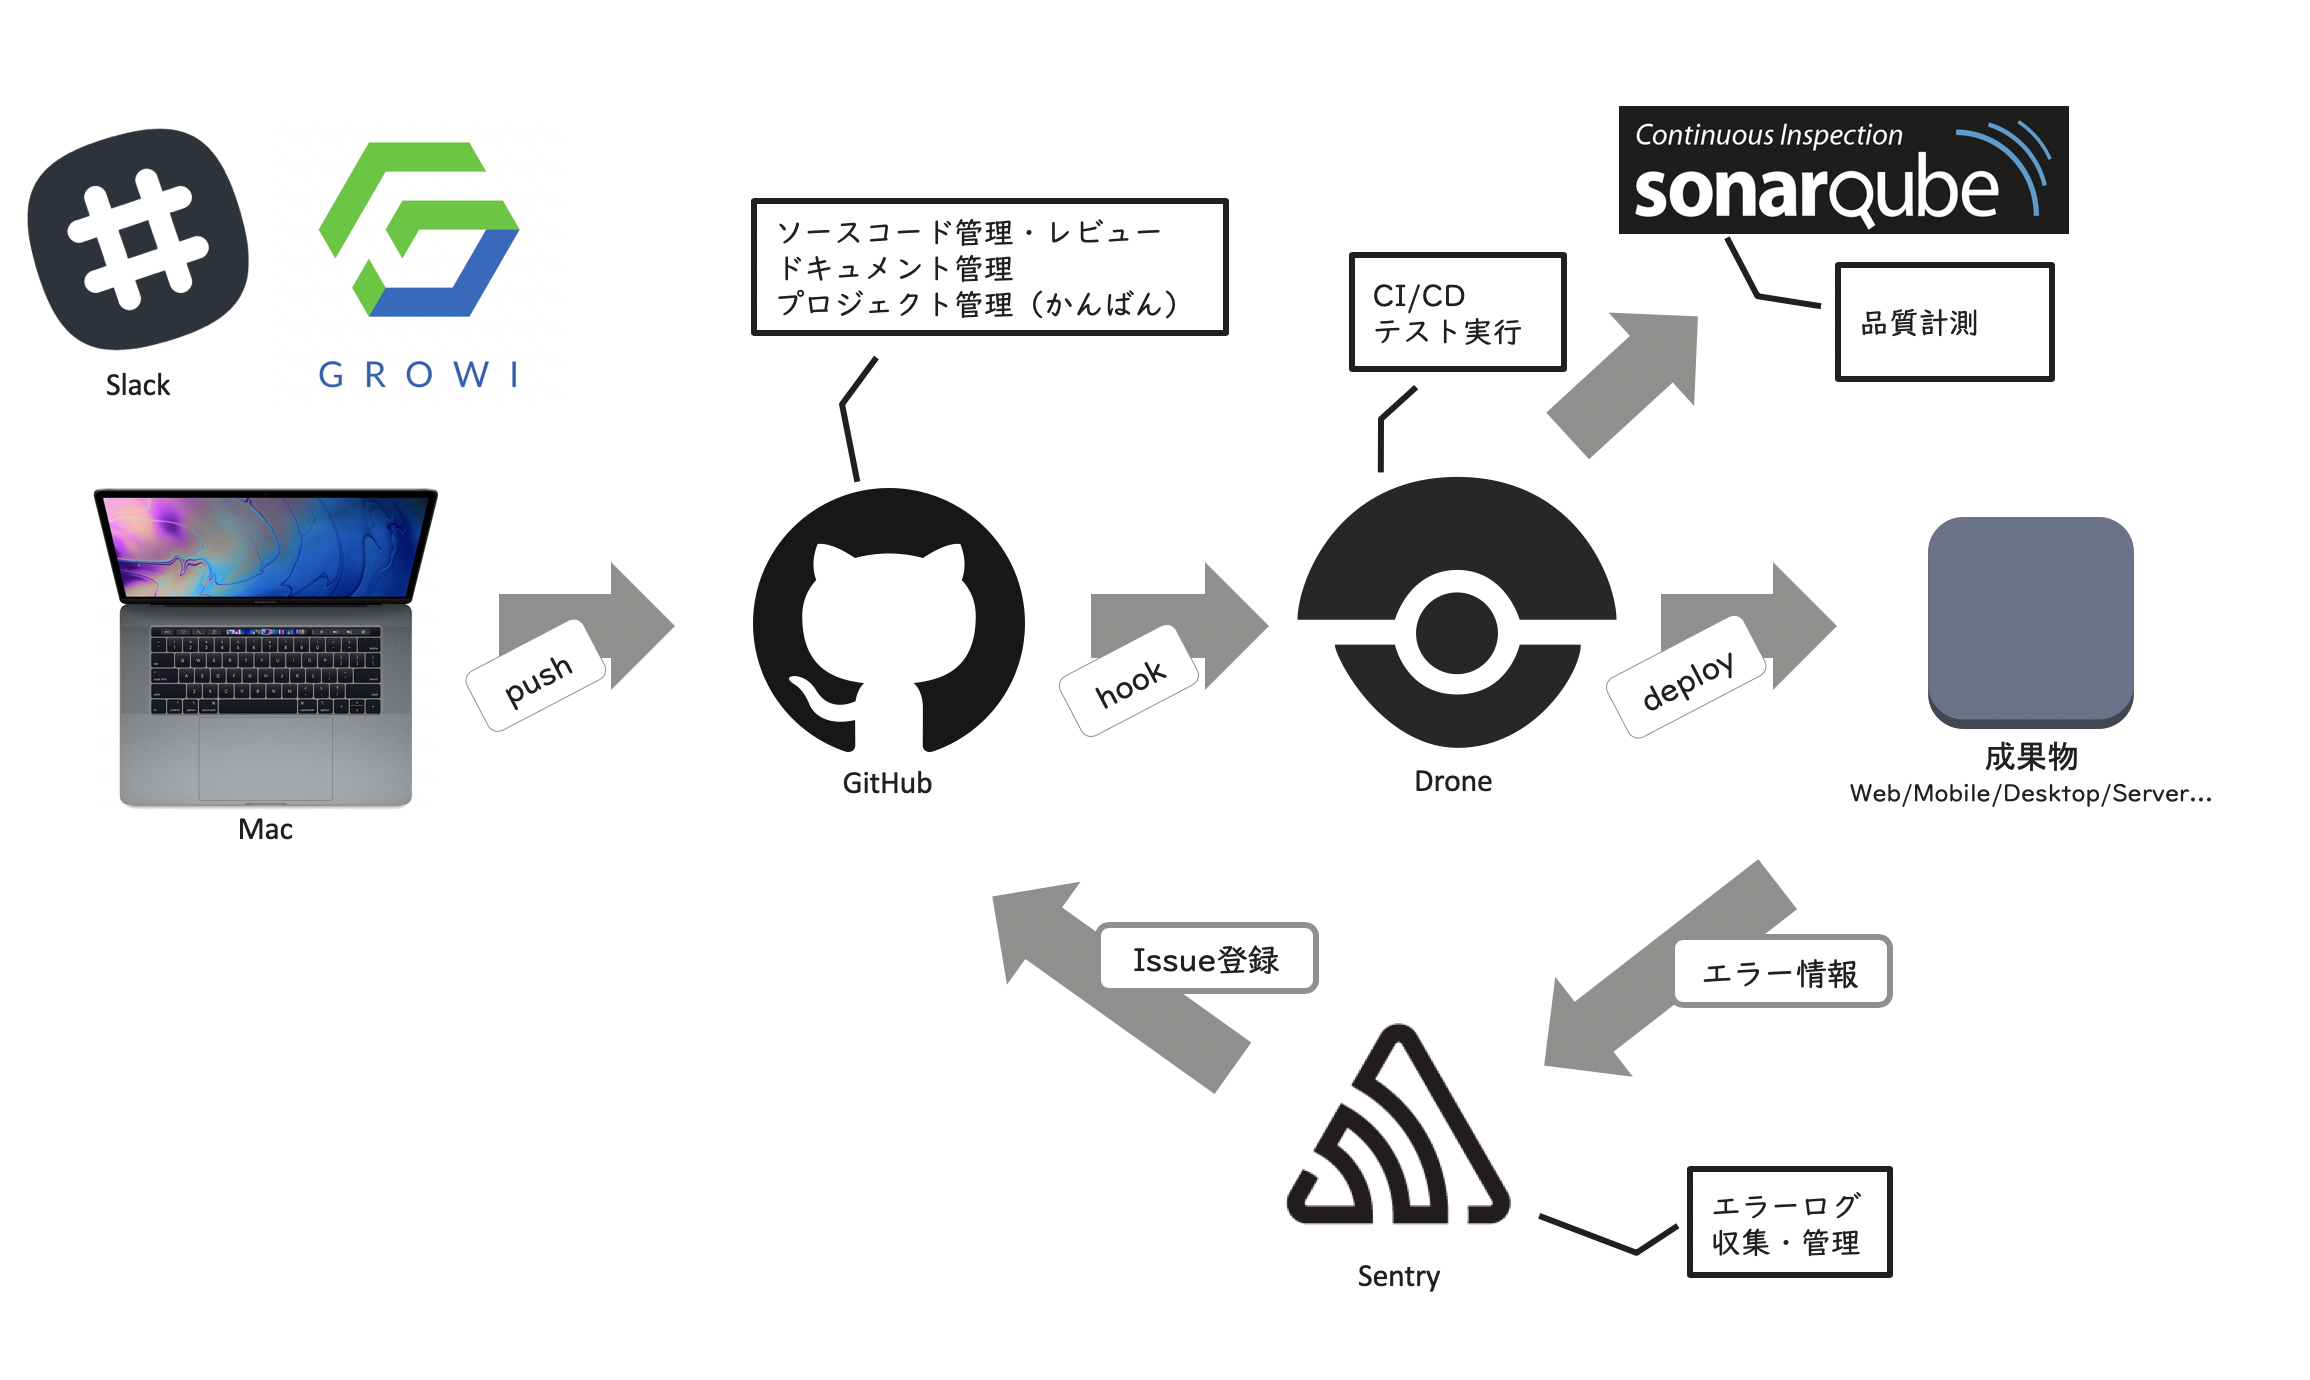 Slack
GROWI
Mac
push
ソースコード管理・レビュー
ドキュメント管理
プロジェクト管理（かんばん）
GitHub
hook
CI/CD
テスト実行
Drone
Continuous Inspection
sonarqube
品質計測
deploy
成果物
Web/Mobile/Desktop/Server...
エラー情報
Issue登録
Sentry
エラーログ
収集・管理